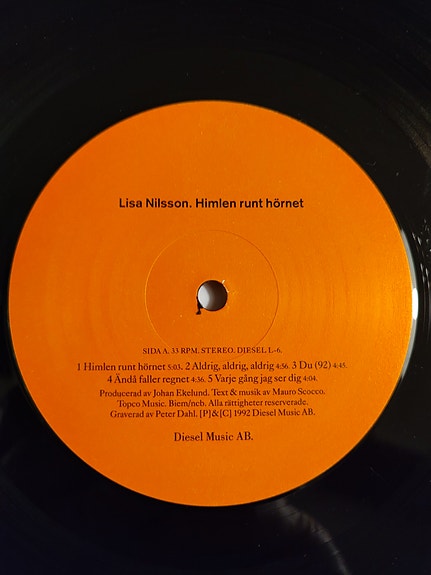 Lisa Nilsson. Himlen runt hörnet
SIDA A. 33 RPM. STEREO. DIESEL L-6.
1 Himlen runt hörnet 5:03. 2 Aldrig, aldrig, aldrig 4:56. 3 Du (92) 4:45.
4 Ändå faller regnet 4:36. 5 Varje gång jag ser dig 4:04.
Producerad av Johan Ekelund. Text & musik av Mauro Scocco.
Topco Music. Biem/ncb. Alla rättigheter reserverade.
Graverad av Peter Dahl. [P]&[C] 1992 Diesel Music AB.
Diesel Music AB.